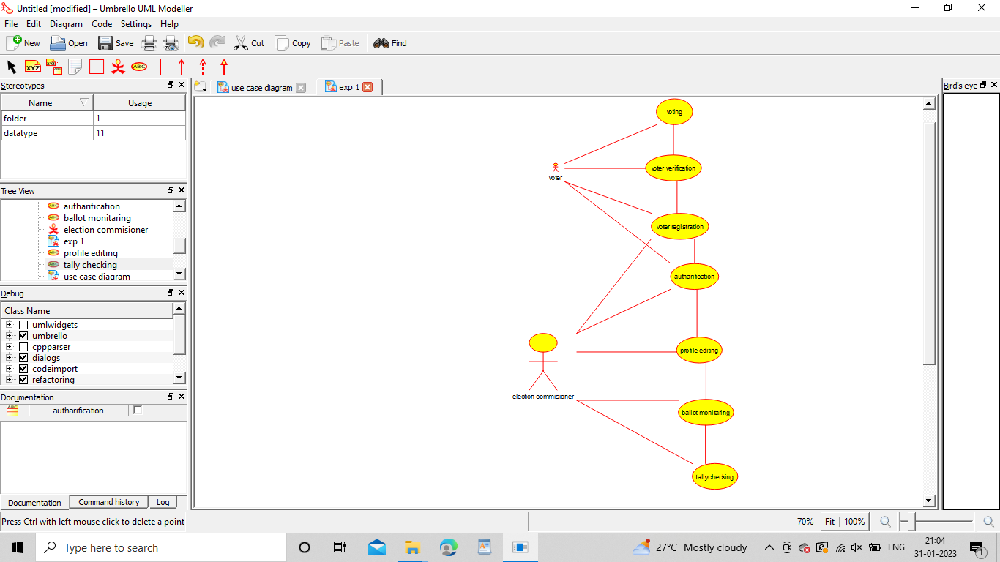 Untitled [modified] – Umbrello UML Modeller
File Edit Diagram Code Settings Help
New Open Save Cut Copy Paste Find
XYZ XYZ ABC
Stereotypes
Name Usage
folder 1
datatype 11
Tree View
autharification
ballot monitaring
election commisioner
exp 1
profile editing
tally checking
use case diagram
Debug
Class Name
umlwidgets
umbrello
cppparser
dialogs
codeimport
refactoring
Documentation
autharification
Documentation Command history Log
Press Ctrl with left mouse click to delete a point
use case diagram exp 1
voting
voter
voter verification
voter registration
autharification
election commisioner
profile editing
ballot monitaring
tallychecking
Bird's eye
70% Fit 100%
Type here to search
27°C Mostly cloudy
ENG
21:04
31-01-2023
1